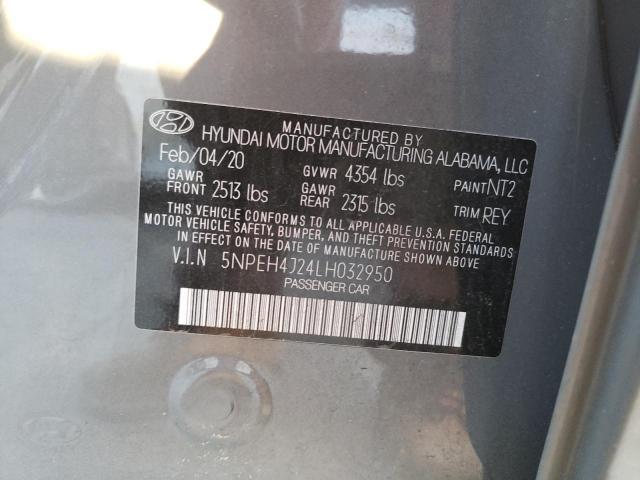 MANUFACTURED BY
HYUNDAI MOTOR MANUFACTURING ALABAMA, LLC
Feb/04/20 GVWR 4354 lbs PAINT NT2
GAWR FRONT 2513 lbs GAWR REAR 2315 lbs TRIM REY
THIS VEHICLE CONFORMS TO ALL APPLICABLE U.S.A. FEDERAL
MOTOR VEHICLE SAFETY, BUMPER, AND THEFT PREVENTION STANDARDS
IN EFFECT ON THE DATE OF MANUFACTURE SHOWN ABOVE.
V.I.N 5NPEH4J24LH032950
PASSENGER CAR